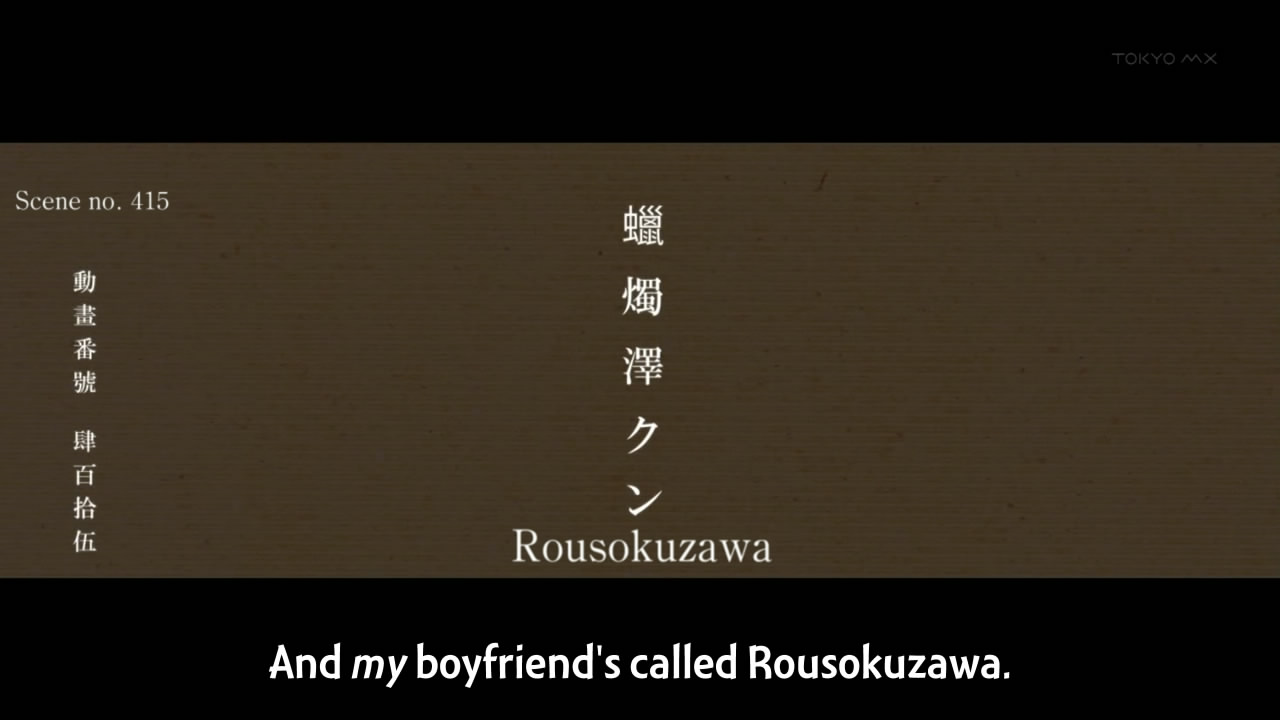 TOKYO MX
Scene no. 415
動畫番號 肆百拾伍
蠟燭澤クン
Rousokuzawa
And my boyfriend's called Rousokuzawa.